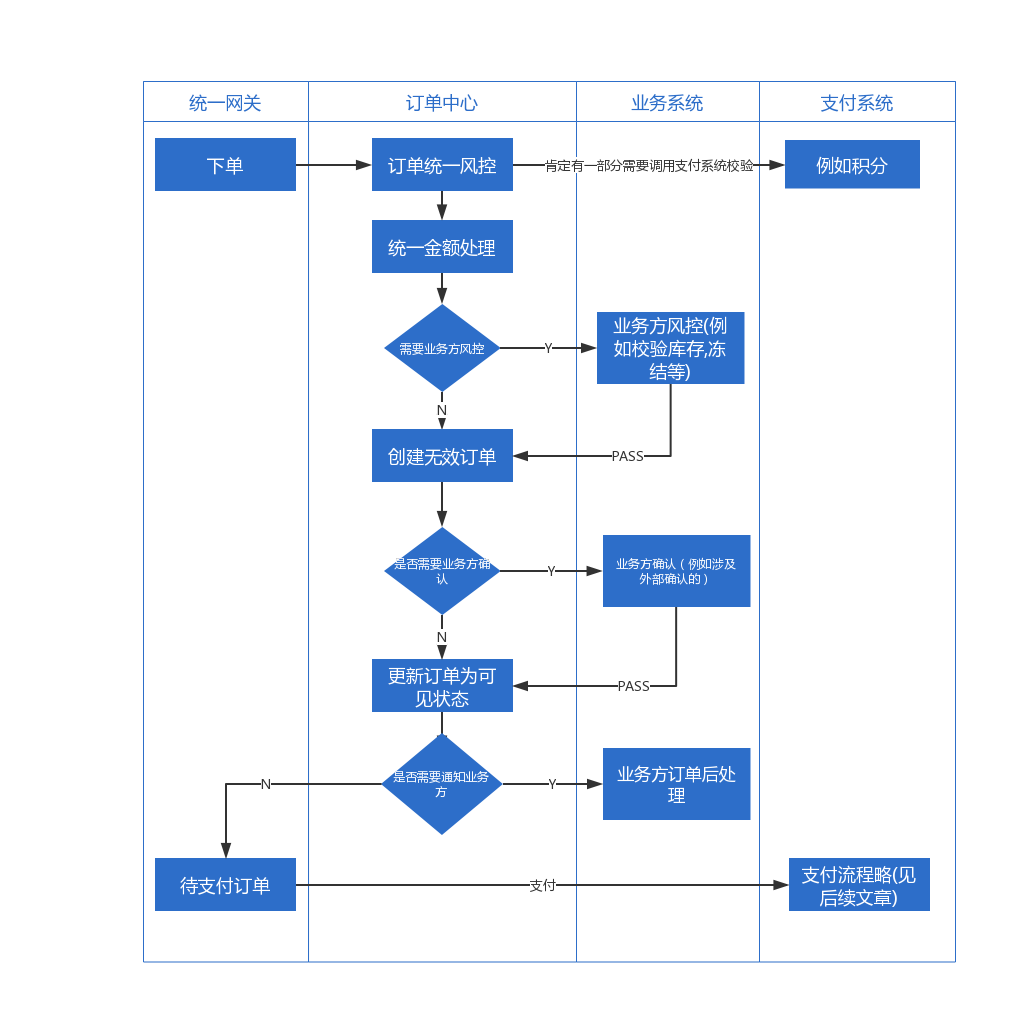 统一网关
订单中心
业务系统
支付系统
下单
订单统一风控
肯定有一部分需要调用支付系统校验
例如积分
统一金额处理
需要业务方风控
Y
业务方风控(例
如校验库存,冻
结等)
N
创建无效订单
PASS
是否需要业务方确
认
Y
业务方确认（例如涉及
外部确认的）
N
更新订单为可
见状态
PASS
是否需要通知业务
方
N
Y
业务方订单后处
理
待支付订单
支付
支付流程略(见
后续文章)